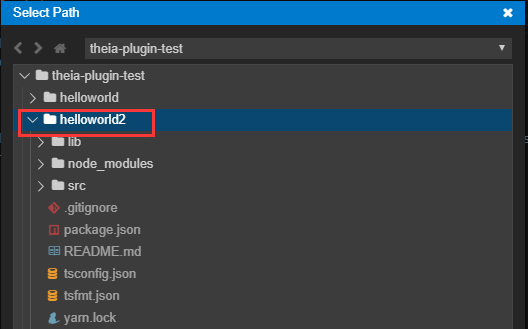 Select Path
theia-plugin-test
theia-plugin-test
helloworld
helloworld2
lib
node_modules
src
.gitignore
package.json
README.md
tsconfig.json
tsfmt.json
yarn.lock